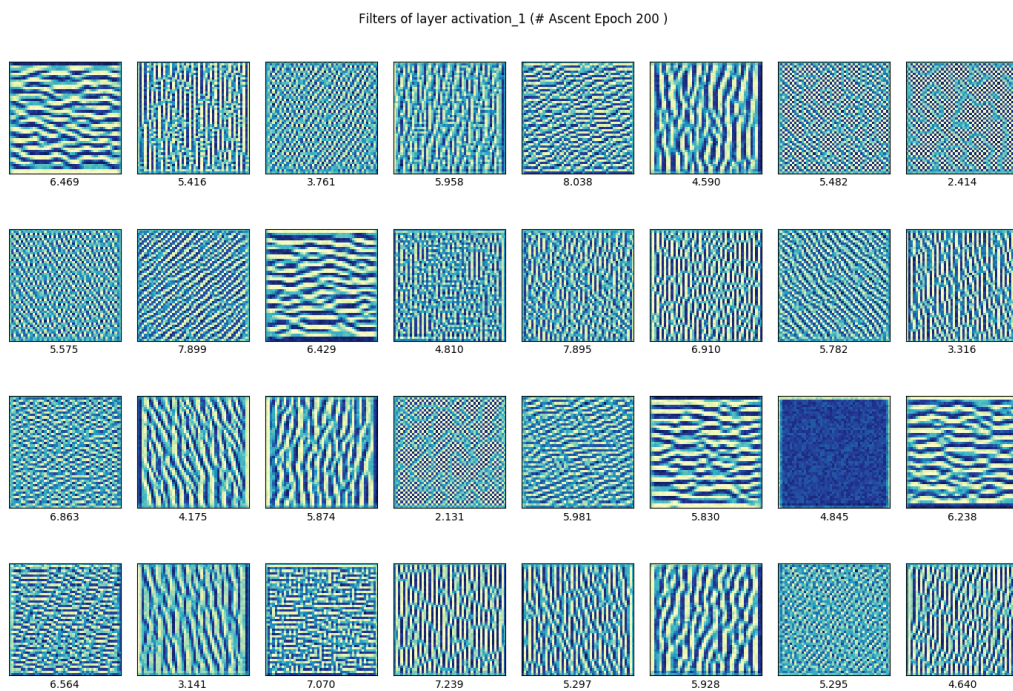 Filters of layer activation_1 (# Ascent Epoch 200 )
6.469 5.416 3.761 5.958 8.038 4.590 5.482 2.414
5.575 7.899 6.429 4.810 7.895 6.910 5.782 3.316
6.863 4.175 5.874 2.131 5.981 5.830 4.845 6.238
6.564 3.141 7.070 7.239 5.297 5.928 5.295 4.640